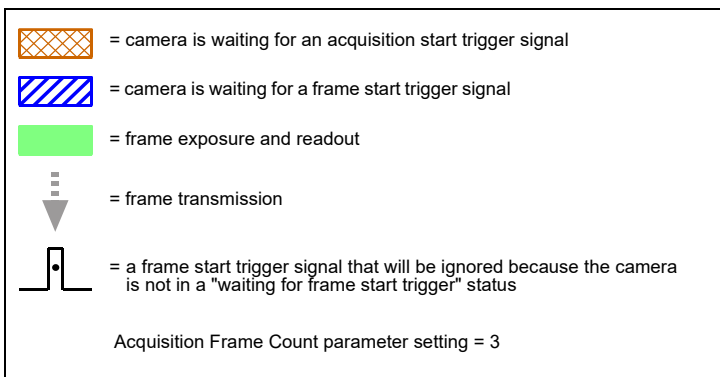 = camera is waiting for an acquisition start trigger signal
= camera is waiting for a frame start trigger signal
= frame exposure and readout
= frame transmission
= a frame start trigger signal that will be ignored because the camera
is not in a "waiting for frame start trigger" status
Acquisition Frame Count parameter setting = 3